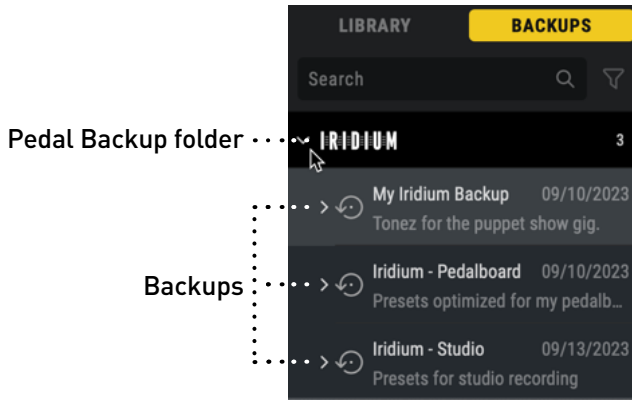 LIBRARY BACKUPS
Search
Pedal Backup folder IRIDIUM 3
My Iridium Backup 09/10/2023
Tonez for the puppet show gig.
Backups
Iridium - Pedalboard 09/10/2023
Presets optimized for my pedalb…
Iridium - Studio 09/13/2023
Presets for studio recording